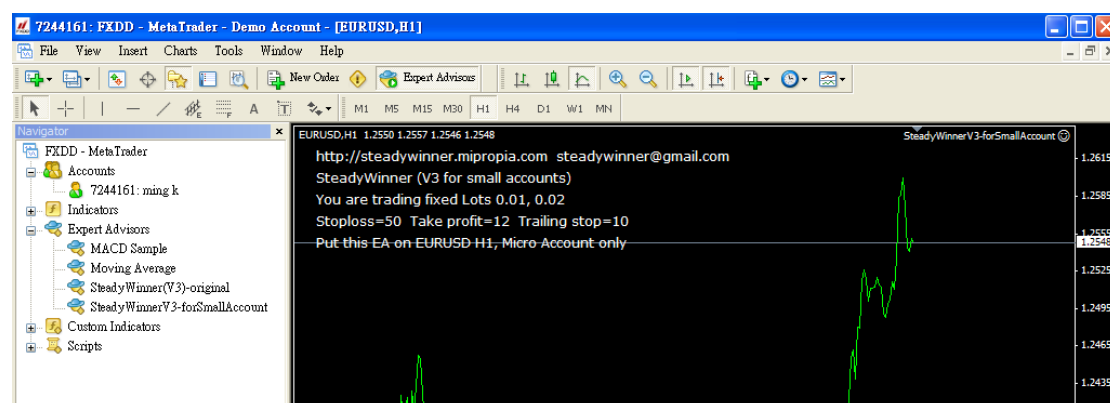 7244161: FXDD - MetaTrader - Demo Account - [EURUSD,H1]
File View Insert Charts Tools Window Help
New Order Expert Advisors
A T M1 M5 M15 M30 H1 H4 D1 W1 MN
Navigator
FXDD - MetaTrader
Accounts
7244161: ming k
Indicators
Expert Advisors
MACD Sample
Moving Average
SteadyWinner(V3)-original
SteadyWinnerV3-forSmallAccount
Custom Indicators
Scripts
EURUSD,H1 1.2550 1.2557 1.2546 1.2548
SteadyWinnerV3-forSmallAccount
http://steadywinner.mipropia.com steadywinner@gmail.com
SteadyWinner (V3 for small accounts)
You are trading fixed Lots 0.01, 0.02
Stoploss=50 Take profit=12 Trailing stop=10
Put this EA on EURUSD H1, Micro Account only
1.2615
1.2585
1.2555
1.2548
1.2525
1.2495
1.2465
1.2435